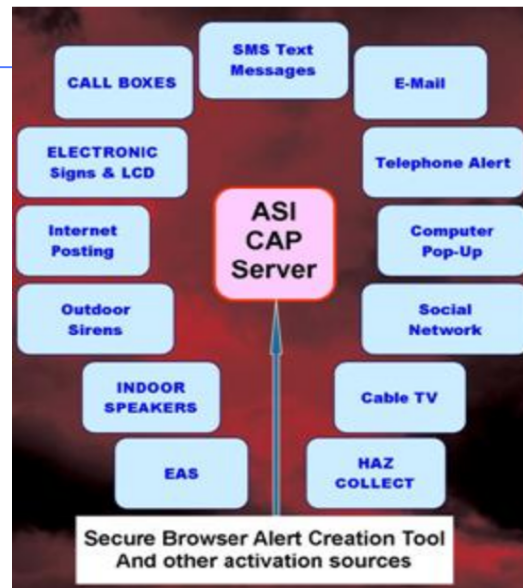 SMS Text
Messages
CALL BOXES
E-Mail
ELECTRONIC
Signs & LCD
Telephone Alert
ASI
CAP
Server
Internet
Posting
Computer
Pop-Up
Outdoor
Sirens
Social
Network
INDOOR
SPEAKERS
Cable TV
EAS
HAZ
COLLECT
Secure Browser Alert Creation Tool
And other activation sources